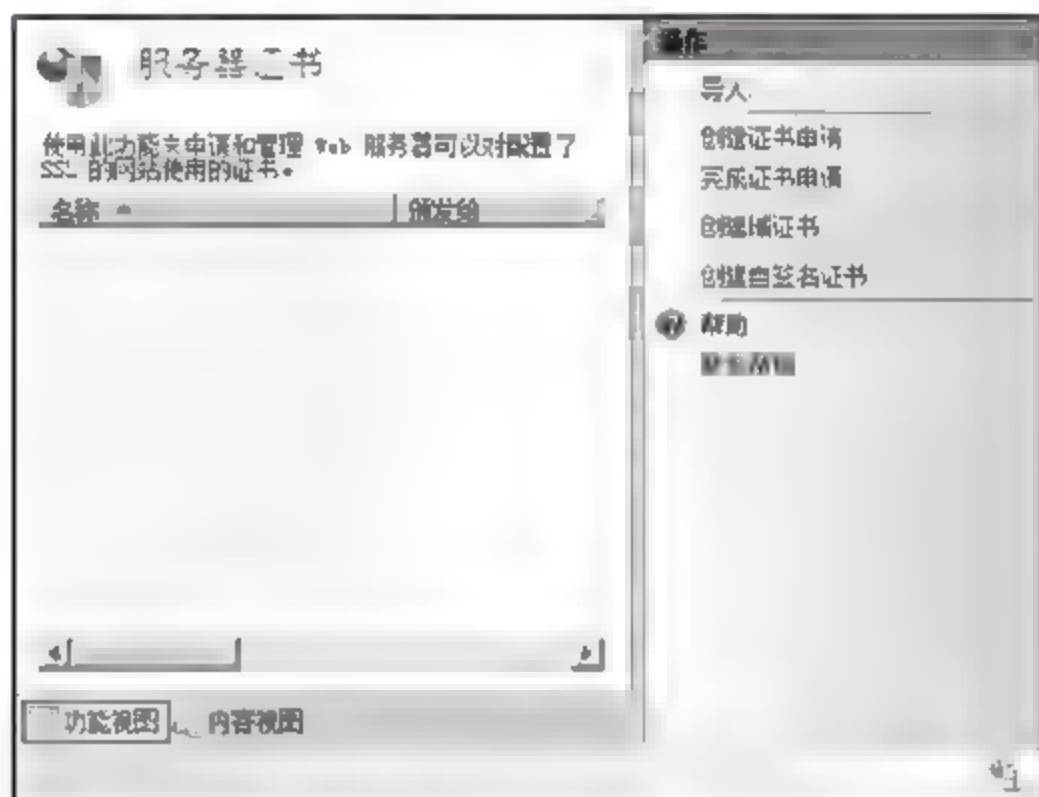 服务器证书
使用此功能来申请和管理 Web 服务器可以对配置了
SSL 的网站使用的证书。
名称
颁发给
功能视图
内容视图
操作
导入
创建证书申请
完成证书申请
创建域证书
创建自签名证书
帮助